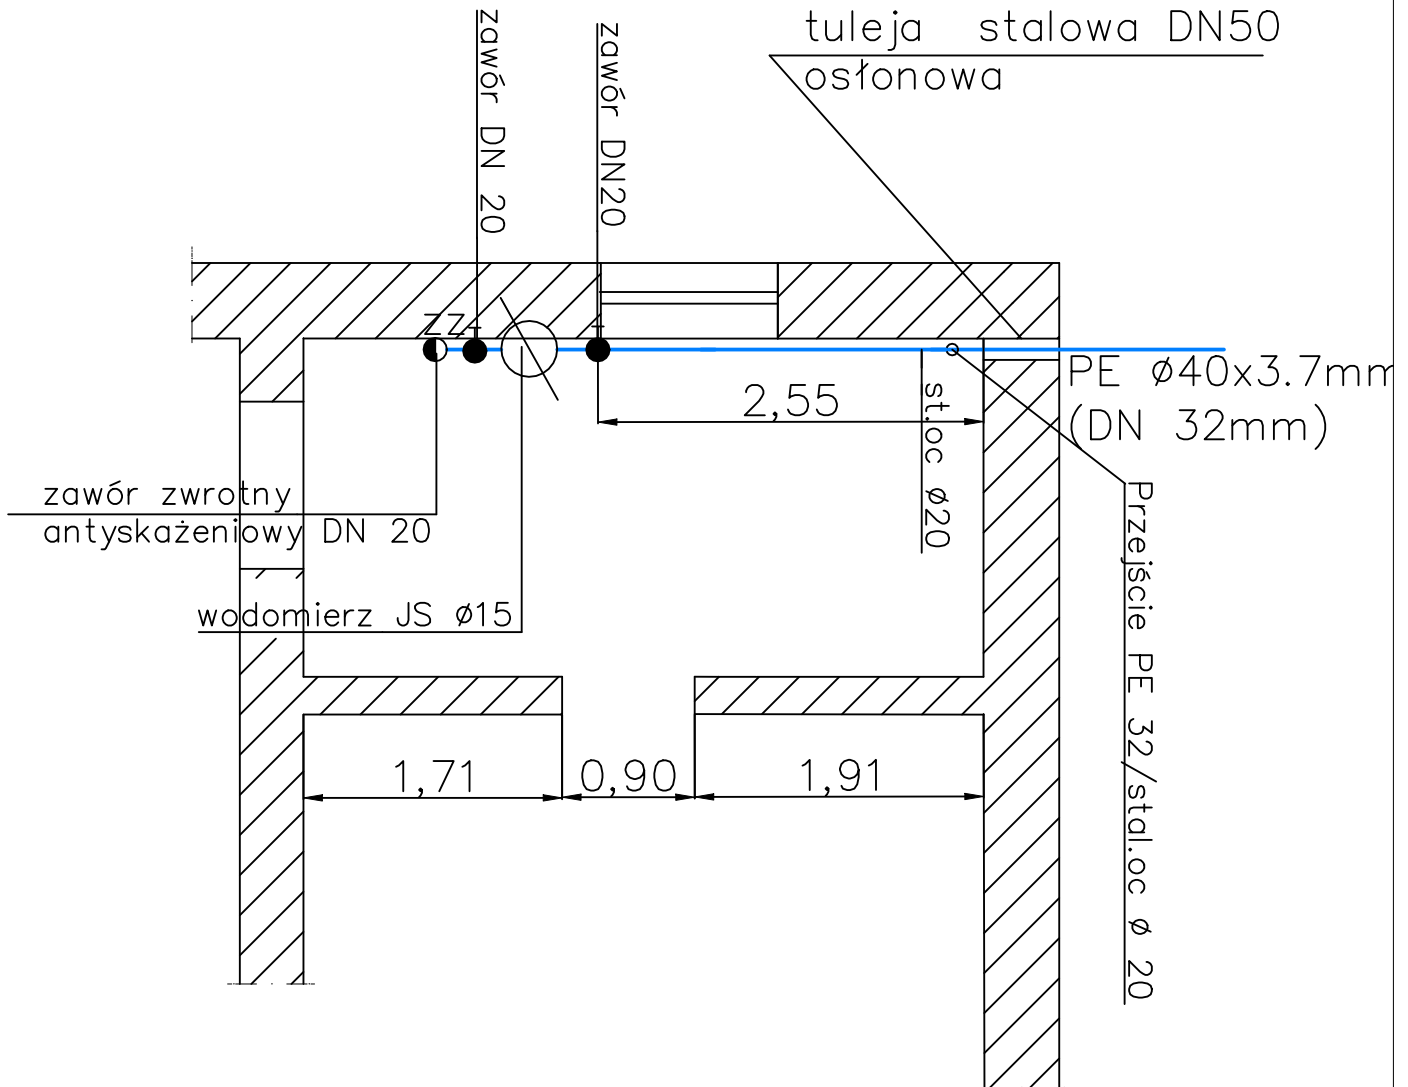 tuleja stalowa DN50
osłonowa
zawór DN 20
zawór DN20
ZZ
PE ø40x3.7mm
(DN 32mm)
2,55
st.oc ø20
zawór zwrotny
antyskażeniowy DN 20
wodomierz JS ø15
Przejście PE 32/stal.oc ø 20
1,71
0,90
1,91